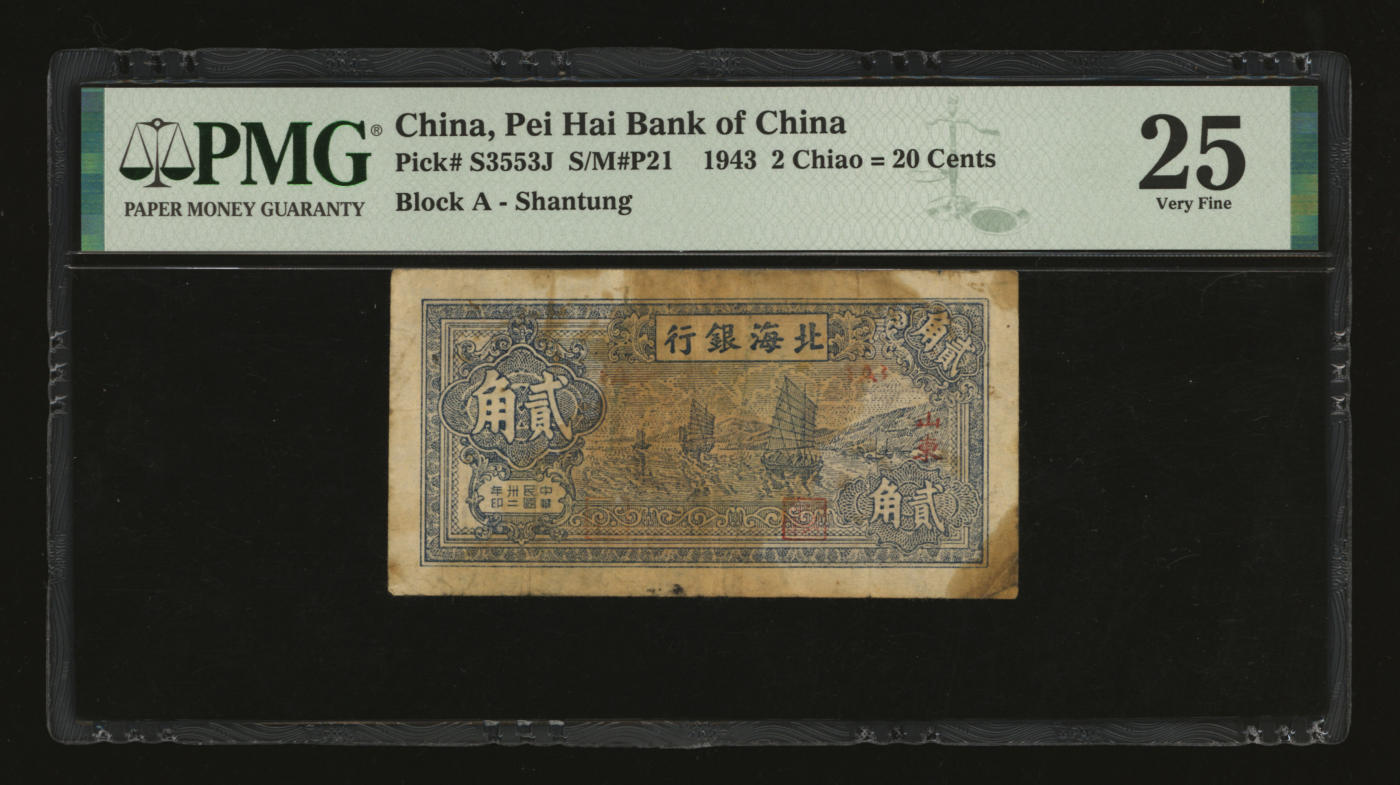 PMG®
PAPER MONEY GUARANTY
China, Pei Hai Bank of China
Pick# S3553J S/M#P21 1943 2 Chiao = 20 Cents
Block A - Shantung
25
Very Fine
北海銀行
貳角
貳角
山東
貳角
中華民國卅二年印